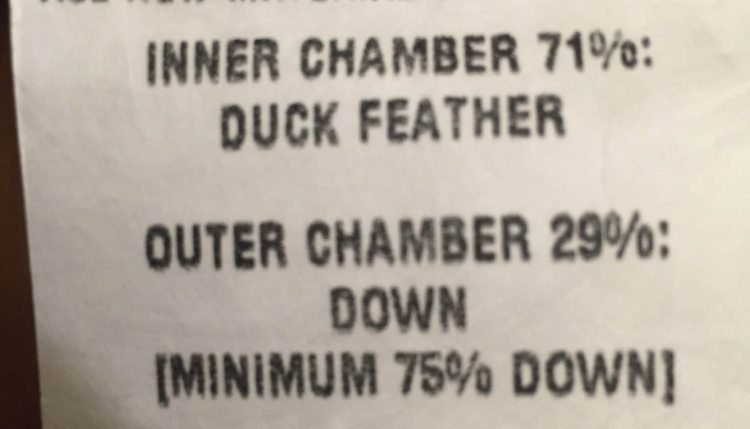 INNER CHAMBER 71%:
DUCK FEATHER
OUTER CHAMBER 29%:
DOWN
[MINIMUM 75% DOWN]